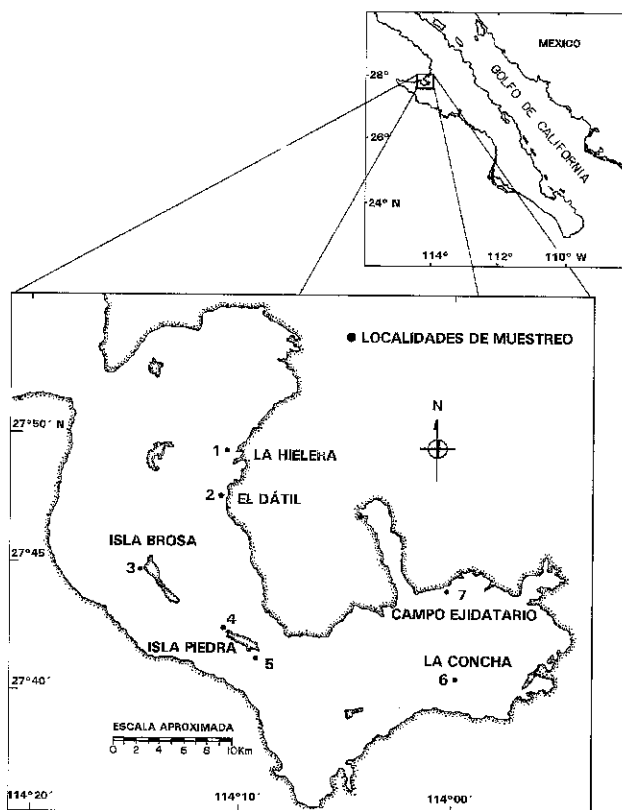 MEXICO
GOLFO DE CALIFORNIA
28°
26°
24° N
114° 112° 110° W
● LOCALIDADES DE MUESTREO
N
27°50' N
1 LA HIELERA
2 EL DÁTIL
27°45'
ISLA BROSA
3
4
ISLA PIEDRA
5
7
CAMPO EJIDATARIO
LA CONCHA
6
27°40'
ESCALA APROXIMADA
0 2 4 6 8 10Km
114°20' 114°10' 114°00'